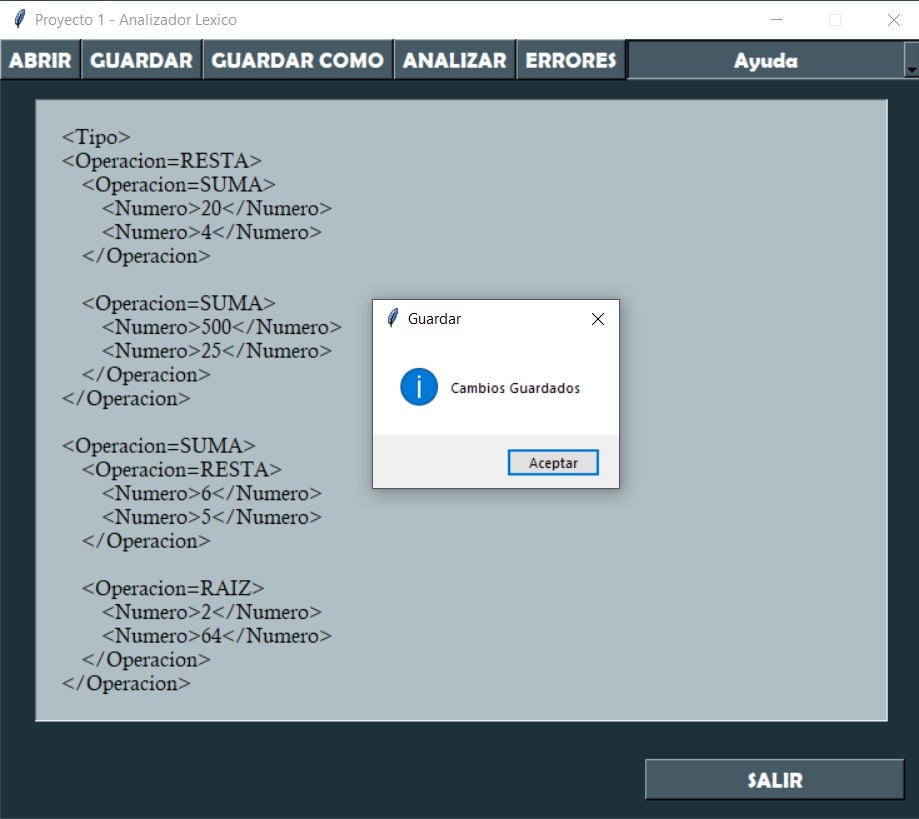 Proyecto 1 - Analizador Lexico
ABRIR GUARDAR GUARDAR COMO ANALIZAR ERRORES Ayuda
<Tipo>
<Operacion=RESTA>
<Operacion=SUMA>
<Numero>20</Numero>
<Numero>4</Numero>
</Operacion>
<Operacion=SUMA>
<Numero>500</Numero>
<Numero>25</Numero>
</Operacion>
</Operacion>
<Operacion=SUMA>
<Operacion=RESTA>
<Numero>6</Numero>
<Numero>5</Numero>
</Operacion>
<Operacion=RAIZ>
<Numero>2</Numero>
<Numero>64</Numero>
</Operacion>
</Operacion>
Guardar
Cambios Guardados
Aceptar
SALIR